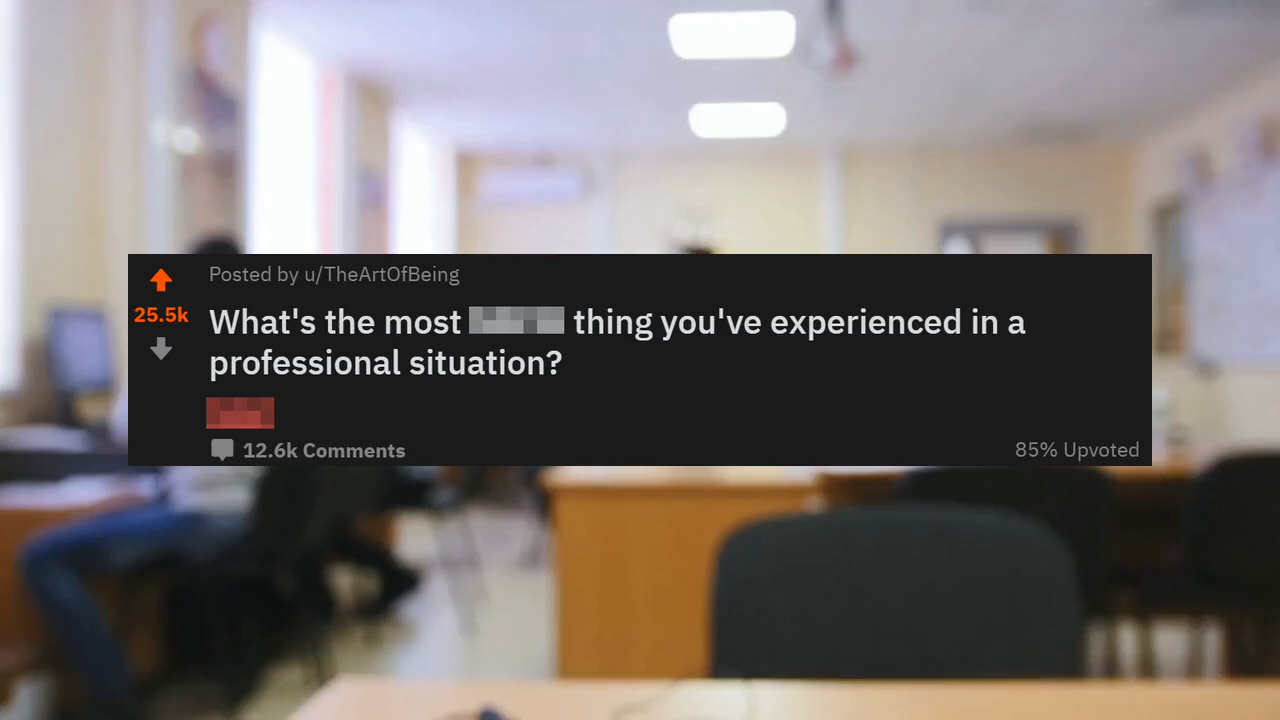 Posted by u/TheArtOfBeing
25.5k
What's the most thing you've experienced in a
professional situation?
12.6k Comments
85% Upvoted